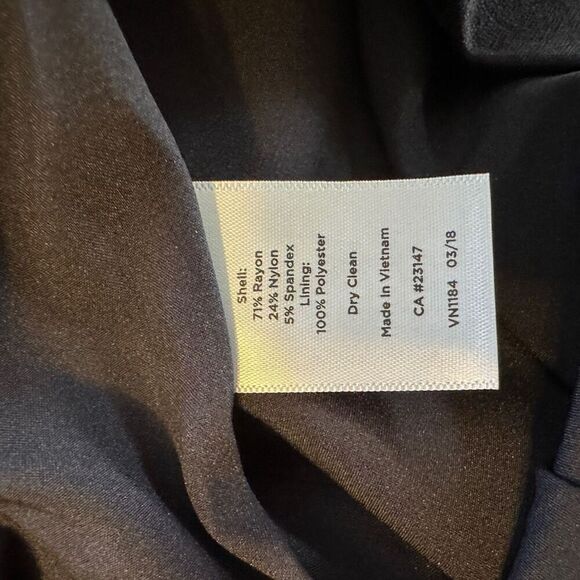 Shell:
71% Rayon
24% Nylon
5% Spandex
Lining:
100% Polyester
Dry Clean
Made In Vietnam
CA #23147
VN1184 03/18